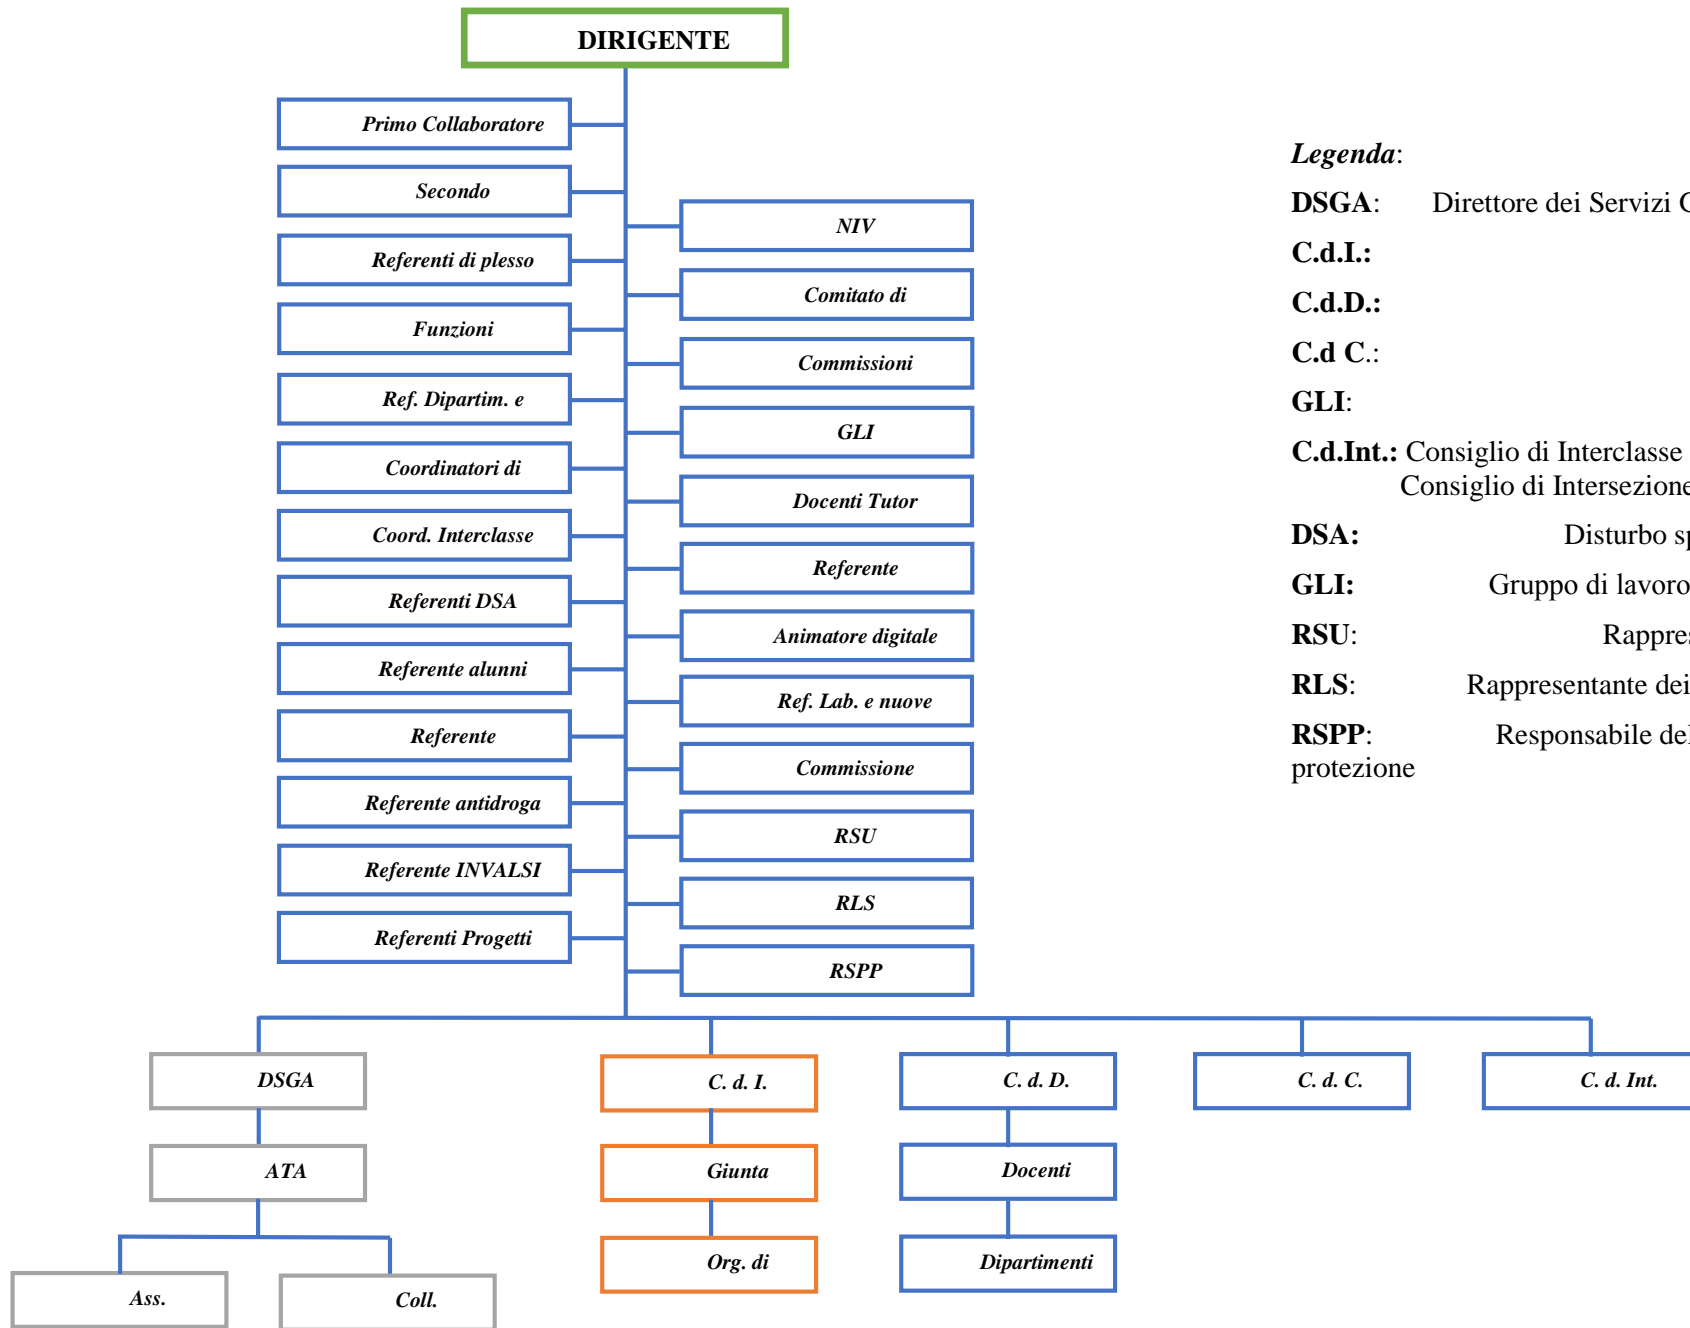 DIRIGENTE
Primo Collaboratore
Secondo
Referenti di plesso
Funzioni
Ref. Dipartim. e
Coordinatori di
Coord. Interclasse
Referenti DSA
Referente alunni
Referente
Referente antidroga
Referente INVALSI
Referenti Progetti
NIV
Comitato di
Commissioni
GLI
Docenti Tutor
Referente
Animatore digitale
Ref. Lab. e nuove
Commissione
RSU
RLS
RSPP
Legenda:
DSGA: Direttore dei Servizi
C.d.I.:
C.d.D.:
C.d C.:
GLI:
C.d.Int.: Consiglio di Interclasse
Consiglio di Intersezione
DSA: Disturbo
GLI: Gruppo di lavoro
RSU:
RLS: Rappresentante dei
RSPP: Responsabile
protezione
DSGA
C. d. I.
C. d. D.
C. d. C.
C. d. Int.
ATA
Giunta
Docenti
Org. di
Dipartimenti
Ass.
Coll.